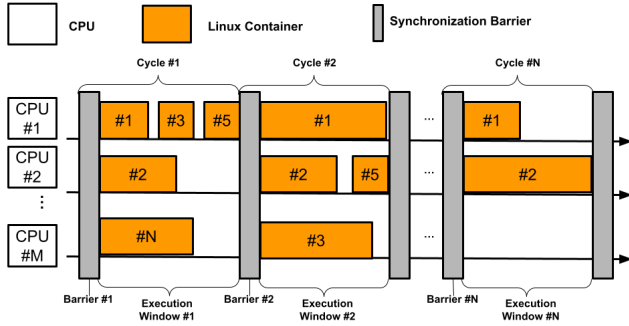 CPU
Linux Container
Synchronization Barrier
Cycle #1
Cycle #2
Cycle #N
CPU
#1
#1
#3
#5
#1
...
#1
CPU
#2
#2
#2
#5
...
#2
⋮
CPU
#M
#N
#3
...
Barrier #1
Execution
Window #1
Barrier #2
Execution
Window #2
Barrier #N
Execution
Window #N